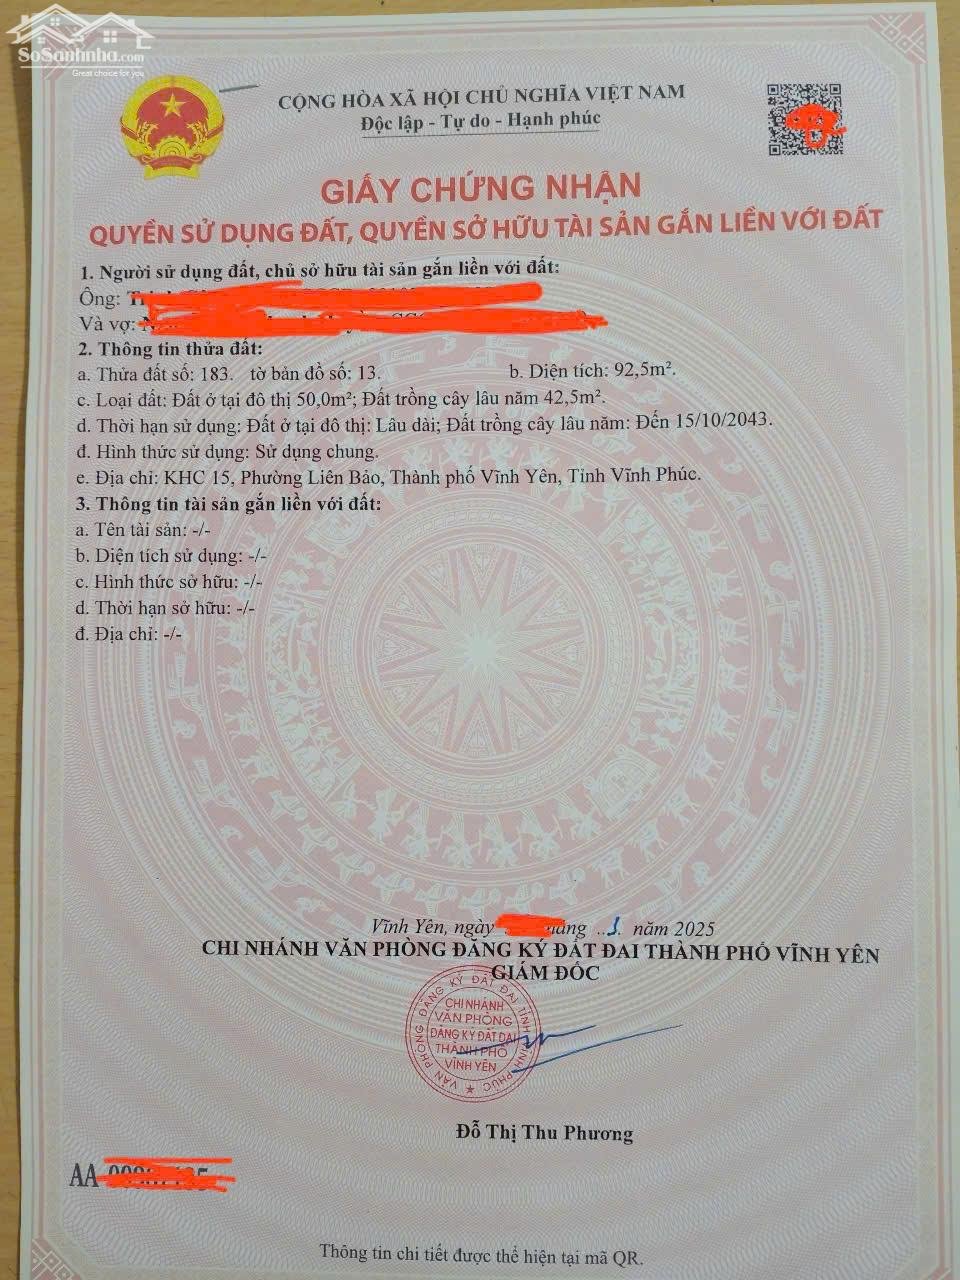 SoSanhnha.com
Great choice for you
CỘNG HÒA XÃ HỘI CHỦ NGHĨA VIỆT NAM
Độc lập - Tự do - Hạnh phúc
GIẤY CHỨNG NHẬN
QUYỀN SỬ DỤNG ĐẤT, QUYỀN SỞ HỮU TÀI SẢN GẮN LIỀN VỚI ĐẤT
1. Người sử dụng đất, chủ sở hữu tài sản gắn liền với đất:
Ông:
Và vợ:
2. Thông tin thửa đất:
a. Thửa đất số: 183. tờ bản đồ số: 13. b. Diện tích: 92,5m².
c. Loại đất: Đất ở tại đô thị 50,0m²; Đất trồng cây lâu năm 42,5m².
d. Thời hạn sử dụng: Đất ở tại đô thị: Lâu dài; Đất trồng cây lâu năm: Đến 15/10/2043.
đ. Hình thức sử dụng: Sử dụng chung.
e. Địa chỉ: KHC 15, Phường Liên Bảo, Thành phố Vĩnh Yên, Tỉnh Vĩnh Phúc.
3. Thông tin tài sản gắn liền với đất:
a. Tên tài sản: -/-
b. Diện tích sử dụng: -/-
c. Hình thức sở hữu: -/-
d. Thời hạn sở hữu: -/-
đ. Địa chỉ: -/-
Vĩnh Yên, ngày năm 2025
CHI NHÁNH VĂN PHÒNG ĐĂNG KÝ ĐẤT ĐAI THÀNH PHỐ VĨNH YÊN
GIÁM ĐỐC
VĂN PHÒNG ĐĂNG KÝ ĐẤT ĐAI TỈNH VĨNH PHÚC
CHI NHÁNH
VĂN PHÒNG
ĐĂNG KÝ ĐẤT ĐAI
THÀNH PHỐ
VĨNH YÊN
Đỗ Thị Thu Phương
AA
Thông tin chi tiết được thể hiện tại mã QR.